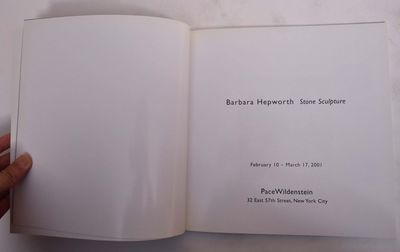 Barbara Hepworth Stone Sculpture
February 10 – March 17, 2001
PaceWildenstein
32 East 57th Street, New York City